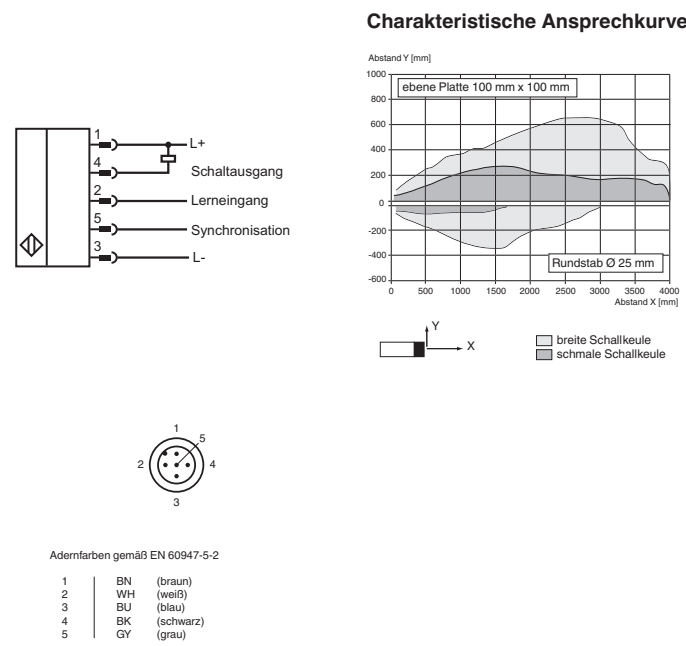 Charakteristische Ansprechkurve
Abstand Y [mm]
1000
800
600
400
200
0
-200
-400
-600
ebene Platte 100 mm x 100 mm
Rundstab Ø 25 mm
0 500 1000 1500 2000 2500 3000 3500 4000
Abstand X [mm]
Y
X
breite Schallkeule
schmale Schallkeule
1
L+
4
Schaltausgang
2
Lerneingang
5
Synchronisation
3
L-
1
5
2
4
3
Adernfarben gemäß EN 60947-5-2
1 BN (braun)
2 WH (weiß)
3 BU (blau)
4 BK (schwarz)
5 GY (grau)